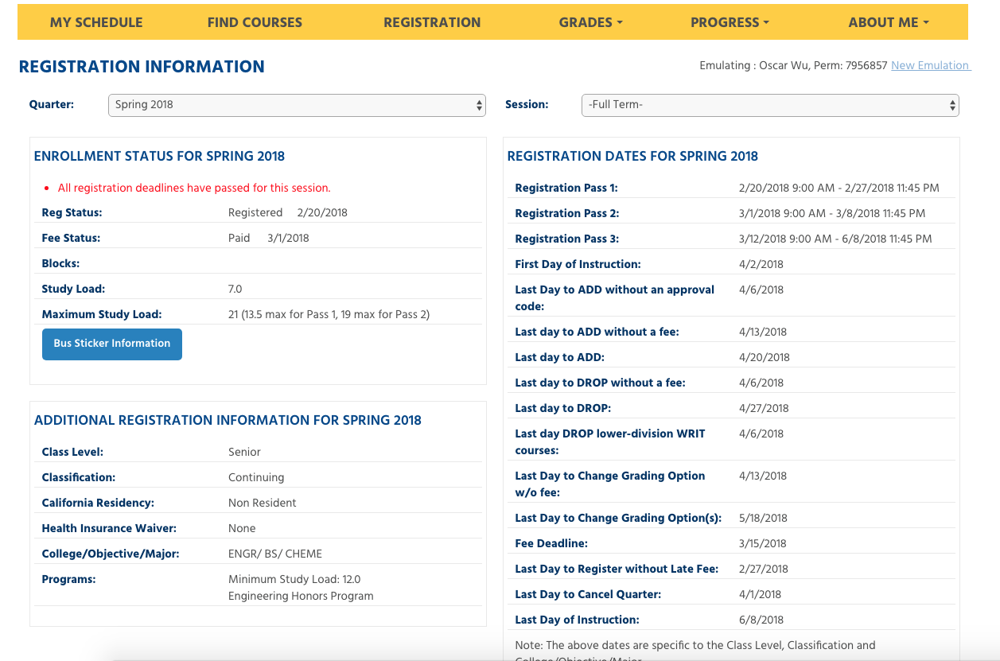 MY SCHEDULE FIND COURSES REGISTRATION GRADES PROGRESS ABOUT ME
REGISTRATION INFORMATION
Emulating : Oscar Wu, Perm: 7956857 New Emulation
Quarter: Spring 2018
Session: -Full Term-
ENROLLMENT STATUS FOR SPRING 2018
• All registration deadlines have passed for this session.
Reg Status: Registered 2/20/2018
Fee Status: Paid 3/1/2018
Blocks:
Study Load: 7.0
Maximum Study Load: 21 (13.5 max for Pass 1, 19 max for Pass 2)
Bus Sticker Information
ADDITIONAL REGISTRATION INFORMATION FOR SPRING 2018
Class Level: Senior
Classification: Continuing
California Residency: Non Resident
Health Insurance Waiver: None
College/Objective/Major: ENGR/ BS/ CHEME
Programs: Minimum Study Load: 12.0
Engineering Honors Program
REGISTRATION DATES FOR SPRING 2018
Registration Pass 1: 2/20/2018 9:00 AM - 2/27/2018 11:45 PM
Registration Pass 2: 3/1/2018 9:00 AM - 3/8/2018 11:45 PM
Registration Pass 3: 3/12/2018 9:00 AM - 6/8/2018 11:45 PM
First Day of Instruction: 4/2/2018
Last Day to ADD without an approval 4/6/2018
code:
Last day to ADD without a fee: 4/13/2018
Last day to ADD: 4/20/2018
Last day to DROP without a fee: 4/6/2018
Last day to DROP: 4/27/2018
Last day DROP lower-division WRIT 4/6/2018
courses:
Last Day to Change Grading Option 4/13/2018
w/o fee:
Last Day to Change Grading Option(s): 5/18/2018
Fee Deadline: 3/15/2018
Last Day to Register without Late Fee: 2/27/2018
Last Day to Cancel Quarter: 4/1/2018
Last Day of Instruction: 6/8/2018
Note: The above dates are specific to the Class Level, Classification and
College/Objective/Major